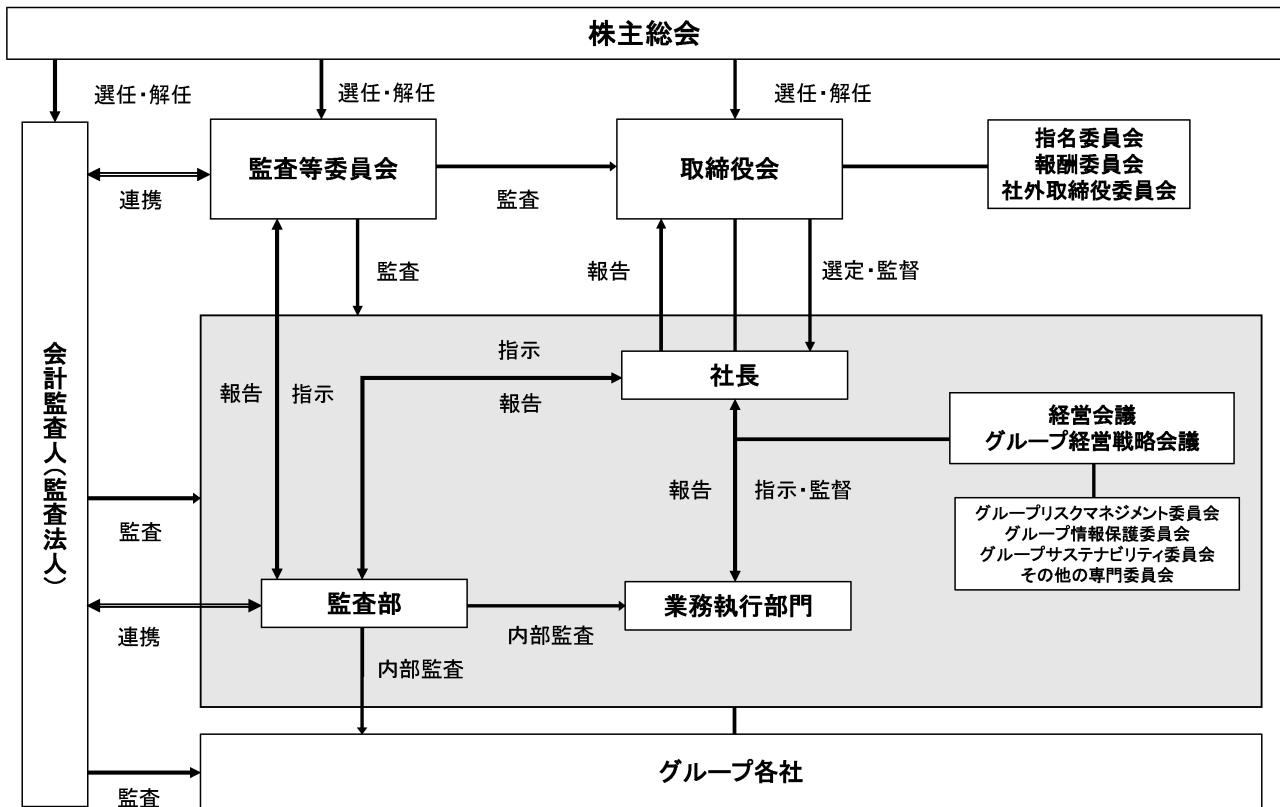 株主総会
選任・解任
選任・解任
選任・解任
監査等委員会
取締役会
指名委員会
報酬委員会
社外取締役委員会
連携
監査
監査
報告
選定・監督
会計監査人(監査法人)
指示
社長
報告
指示
報告
経営会議
グループ経営戦略会議
報告
指示・監督
監査
グループリスクマネジメント委員会
グループ情報保護委員会
グループサステナビリティ委員会
その他の専門委員会
監査部
業務執行部門
連携
内部監査
内部監査
グループ各社
監査